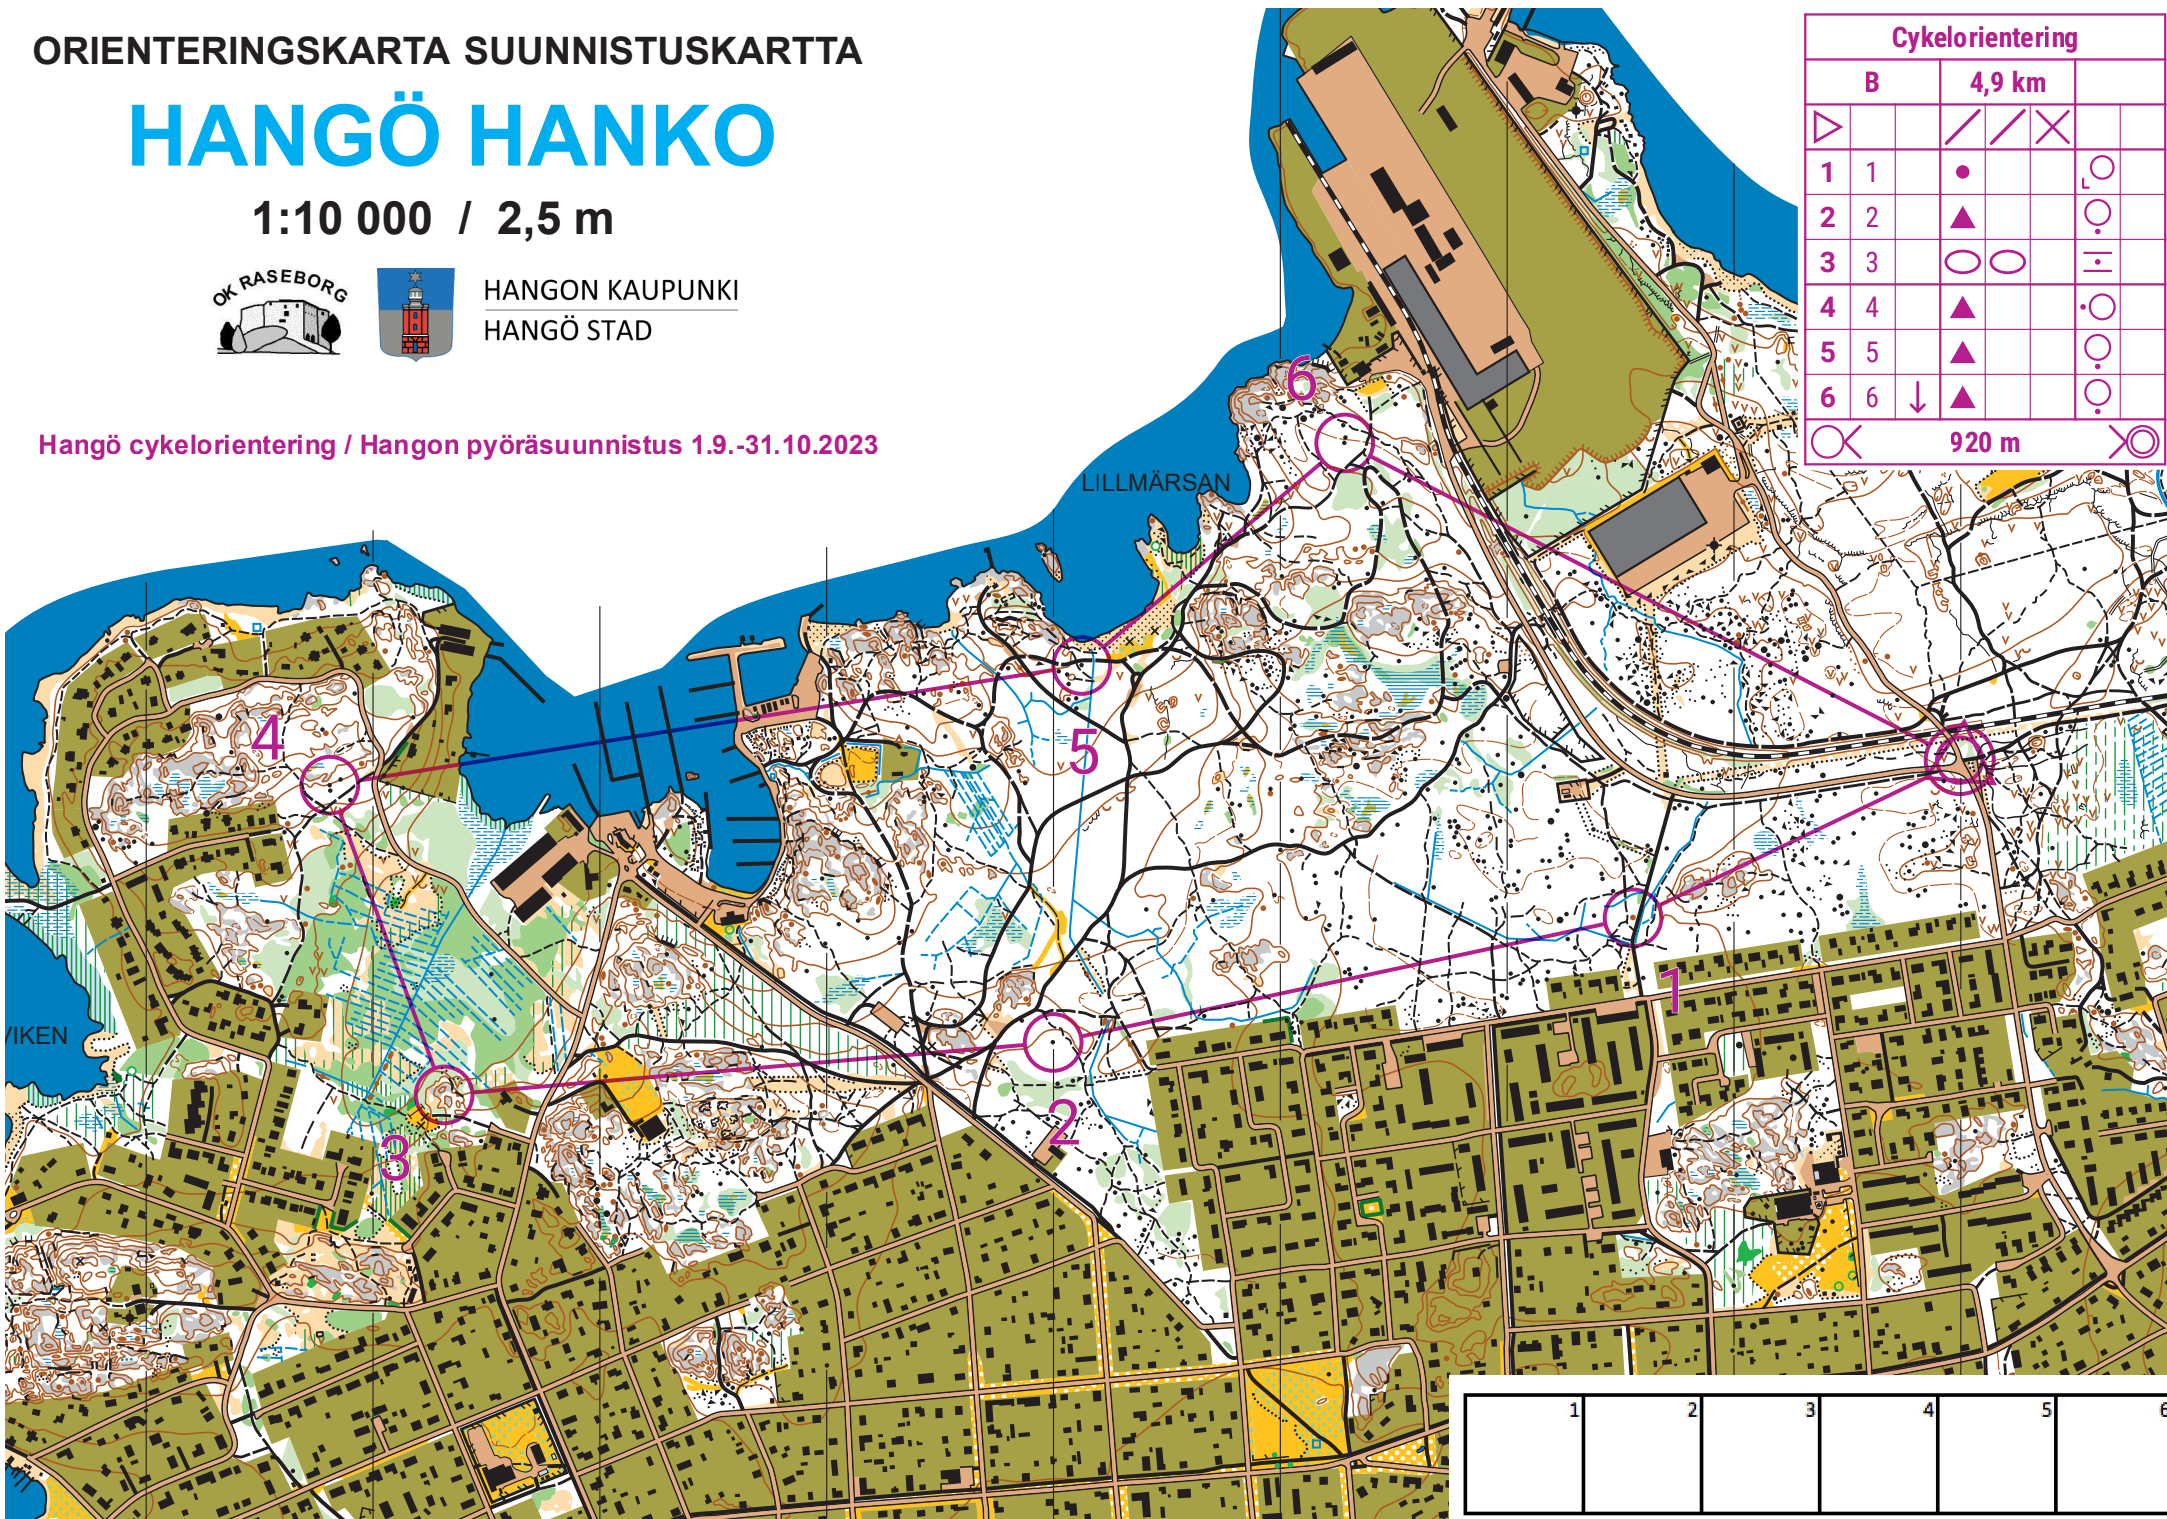 ORIENTERINGSKARTA SUUNNISTUSKARTTA
HANGÖ HANKO
1:10 000 / 2,5 m
OK RASEBORG
HANGON KAUPUNKI
HANGÖ STAD
Hangö cykelorientering / Hangon pyöräsuunnistus 1.9.-31.10.2023
Cykelorientering
B 4,9 km
1 1
2 2
3 3
4 4
5 5
6 6
920 m
6
LILLMÄRSAN
4
5
1
VIKEN
2
3
1 2 3 4 5 6